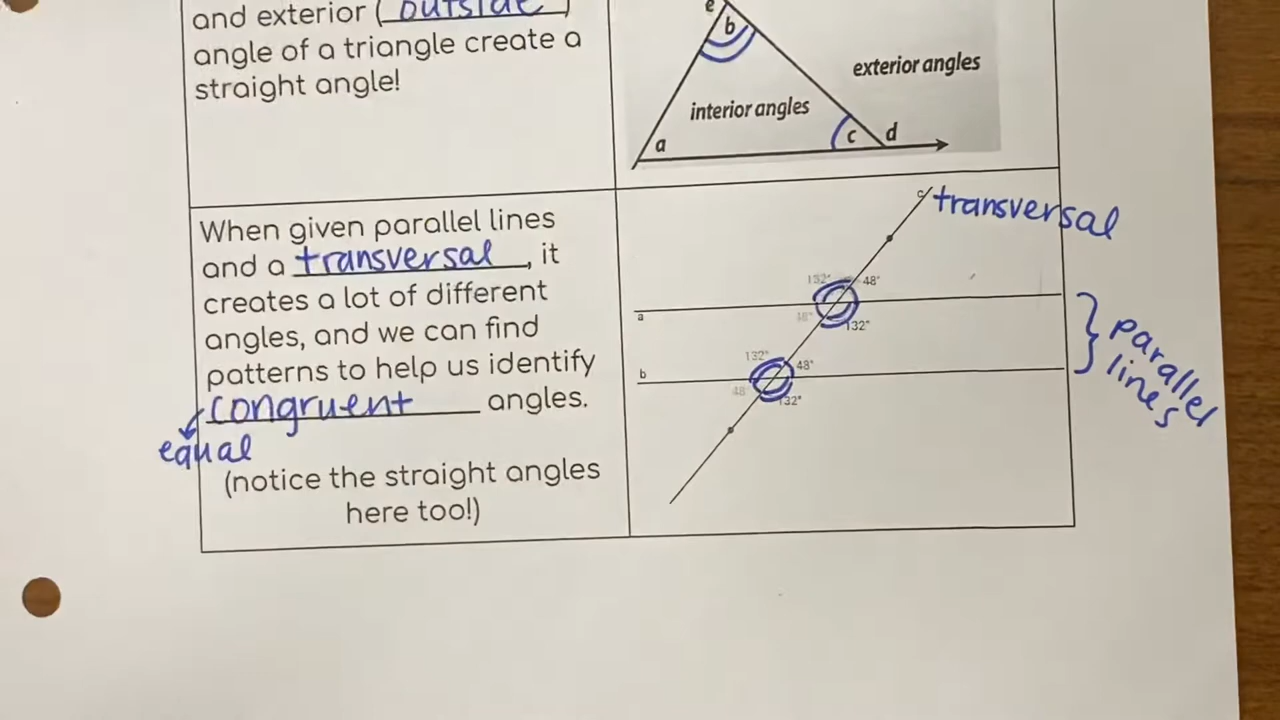 and exterior (outside)
angle of a triangle create a
straight angle!
e
b
exterior angles
interior angles
a
c
d
When given parallel lines
and a transversal, it
creates a lot of different
angles, and we can find
patterns to help us identify
congruent angles.
equal
(notice the straight angles
here too!)
c
transversal
132° 48°
a
48° 132°
132° 48°
b
48° 132°
parallel
lines